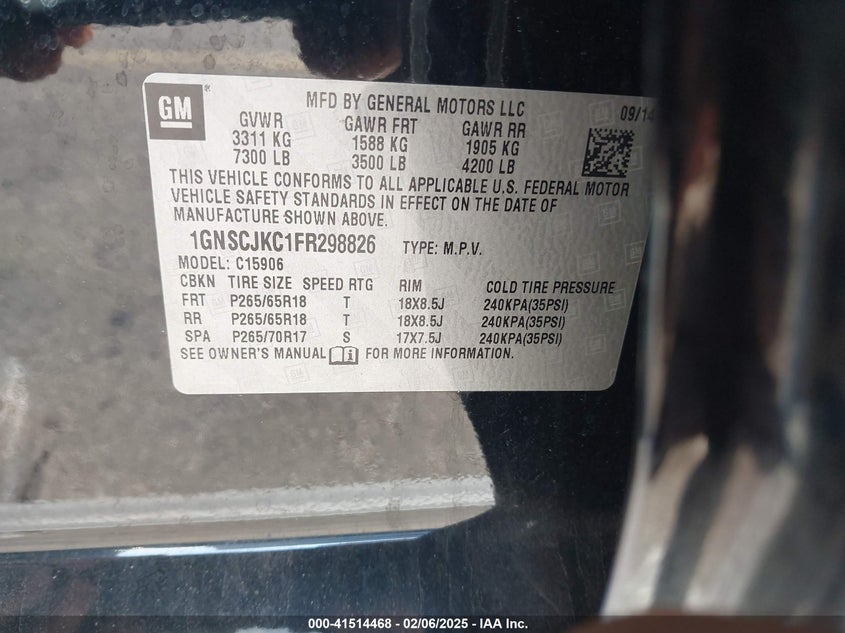 GM
MFD BY GENERAL MOTORS LLC
09/14
GVWR GAWR FRT GAWR RR
3311 KG 1588 KG 1905 KG
7300 LB 3500 LB 4200 LB
THIS VEHICLE CONFORMS TO ALL APPLICABLE U.S. FEDERAL MOTOR
VEHICLE SAFETY STANDARDS IN EFFECT ON THE DATE OF
MANUFACTURE SHOWN ABOVE.
1GNSCJKC1FR298826 TYPE: M.P.V.
MODEL: C15906
CBKN TIRE SIZE SPEED RTG RIM COLD TIRE PRESSURE
FRT P265/65R18 T 18X8.5J 240KPA(35PSI)
RR P265/65R18 T 18X8.5J 240KPA(35PSI)
SPA P265/70R17 S 17X7.5J 240KPA(35PSI)
SEE OWNER'S MANUAL FOR MORE INFORMATION.
000-41514468 - 02/06/2025 - IAA Inc.